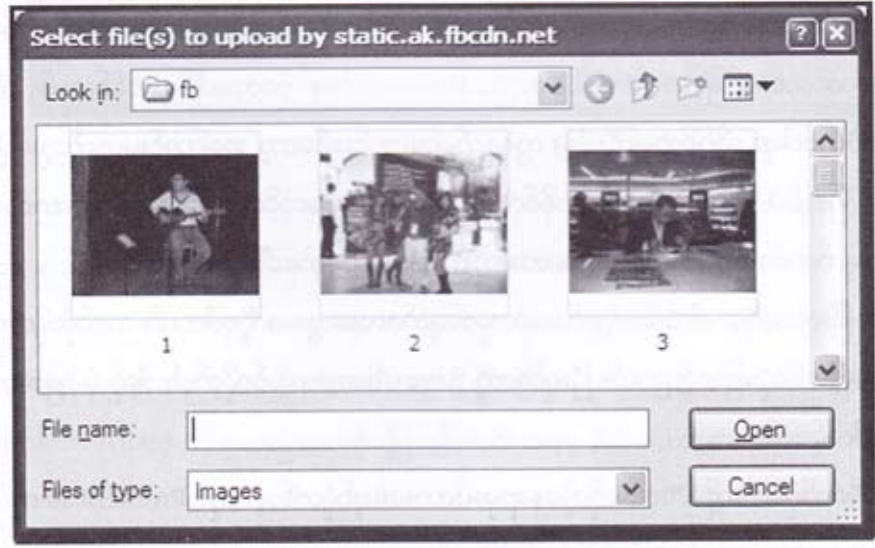 Select file(s) to upload by static.ak.fbcdn.net
Look in: fb
1 2 3
File name: Open
Files of type: Images Cancel